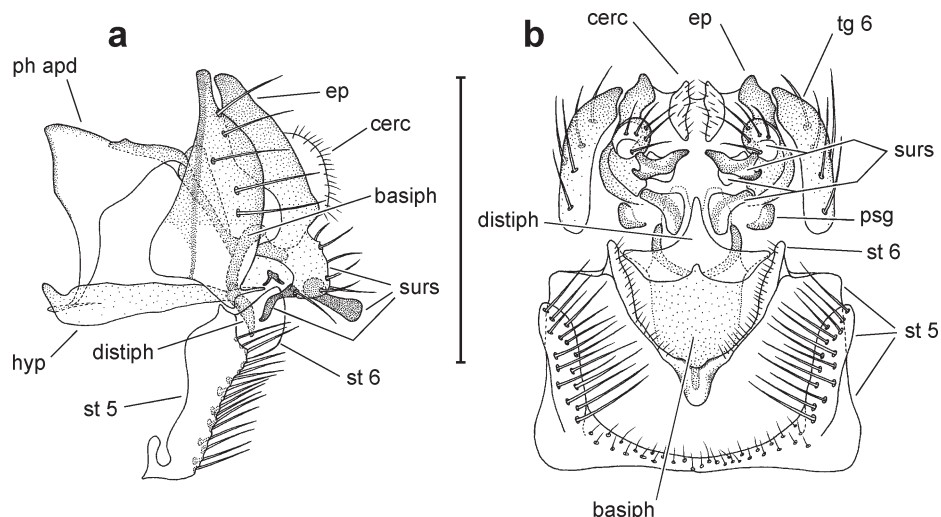 a
ph apd
ep
cerc
basiph
surs
distiph
hyp
st 6
st 5
b
cerc
ep
tg 6
surs
distiph
psg
st 6
st 5
basiph